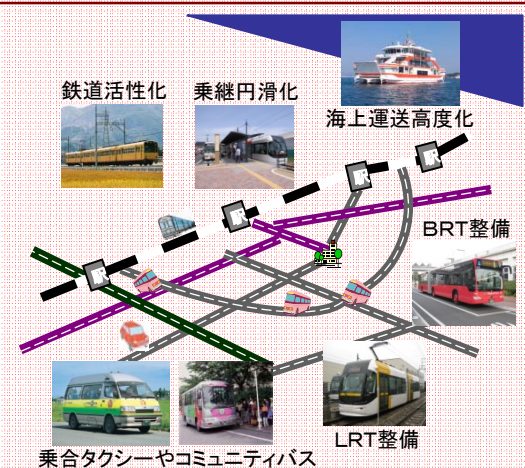 鉄道活性化
乗継円滑化
海上運送高度化
BRT整備
LRT整備
乗合タクシーやコミュニティバス